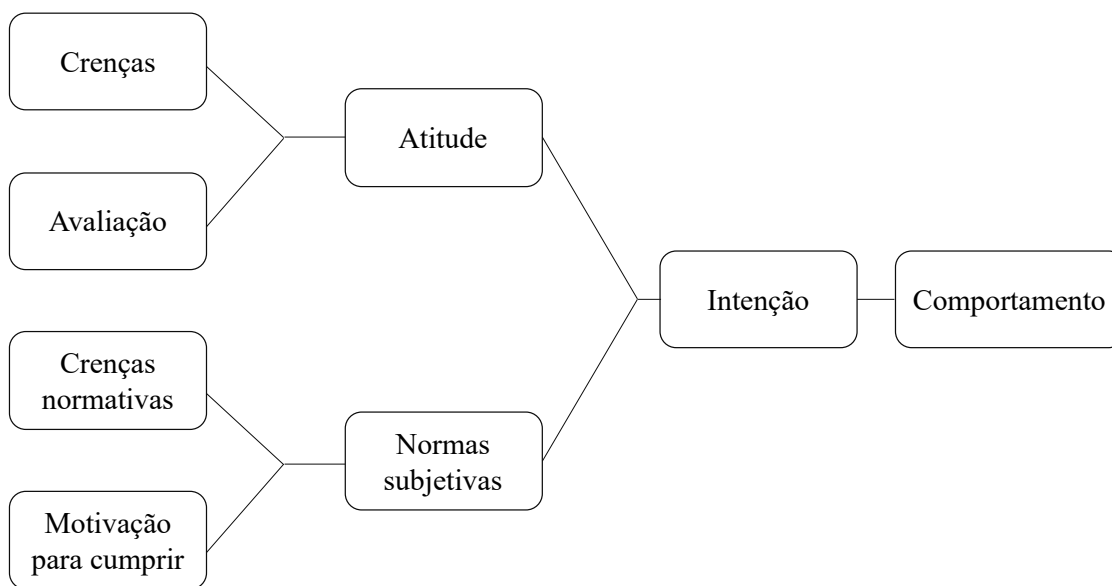 Crenças
Atitude
Avaliação
Intenção
Comportamento
Crenças
normativas
Normas
subjetivas
Motivação
para cumprir